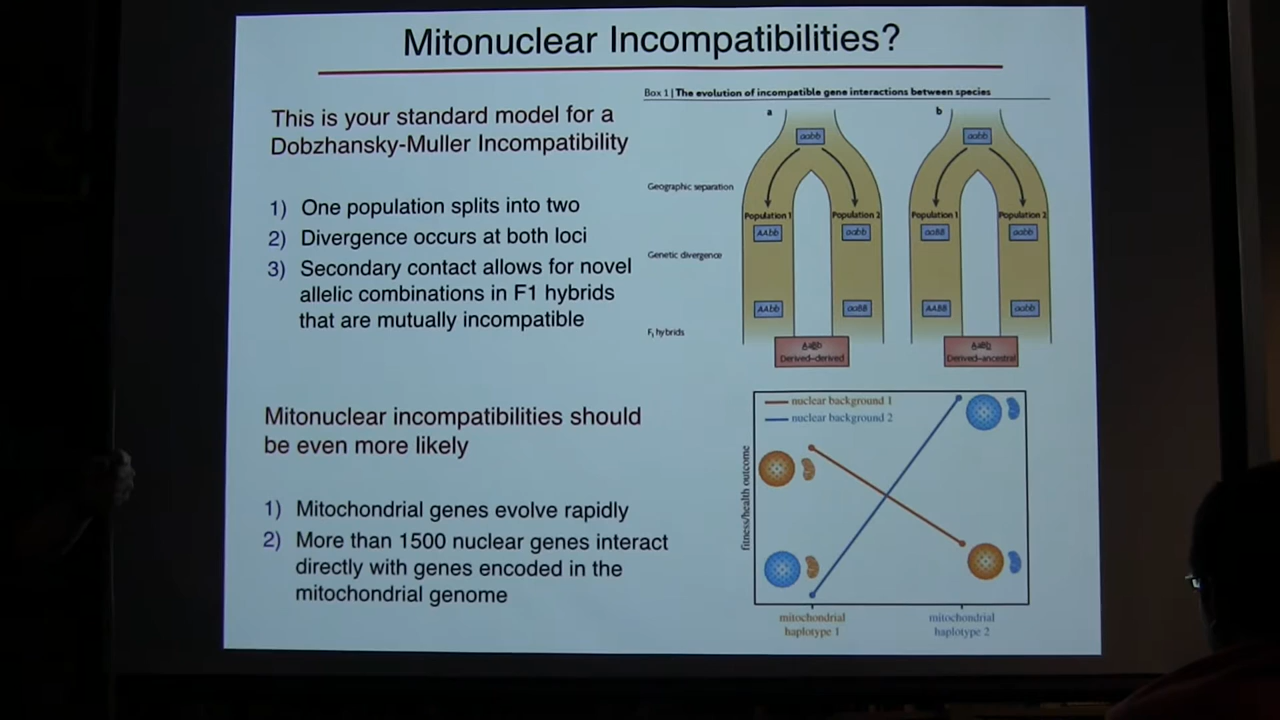 Mitonuclear Incompatibilities?
This is your standard model for a
Dobzhansky-Muller Incompatibility
1) One population splits into two
2) Divergence occurs at both loci
3) Secondary contact allows for novel
allelic combinations in F1 hybrids
that are mutually incompatible
Mitonuclear incompatibilities should
be even more likely
1) Mitochondrial genes evolve rapidly
2) More than 1500 nuclear genes interact
directly with genes encoded in the
mitochondrial genome
Box 1 | The evolution of incompatible gene interactions between species
a b
aabb aabb
Geographic separation
Population 1 Population 2 Population 1 Population 2
AAbb aabb aaBB aabb
Genetic divergence
AAbb aaBB AABB aabb
F1 hybrids
AaBb AaBb
Derived–derived Derived–ancestral
nuclear background 1
nuclear background 2
fitness/health outcome
mitochondrial mitochondrial
haplotype 1 haplotype 2